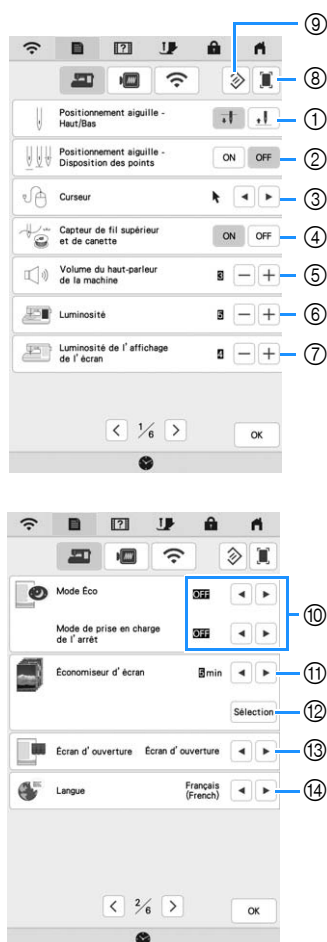 ⑨
⑧
Positionnement aiguille -
Haut/Bas
①
Positionnement aiguille -
Disposition des points
ON OFF
②
Curseur
③
Capteur de fil supérieur
et de canette
ON OFF
④
Volume du haut-parleur
de la machine
3 − +
⑤
Luminosité
5 − +
⑥
Luminosité de l'affichage
de l'écran
4 − +
⑦
1/6
OK
Mode Éco
OFF
Mode de prise en charge
de l'arrêt
OFF
⑩
Économiseur d'écran
5 min
⑪
Sélection
⑫
Écran d'ouverture Écran d'ouverture
⑬
Langue
Français
(French)
⑭
2/6
OK